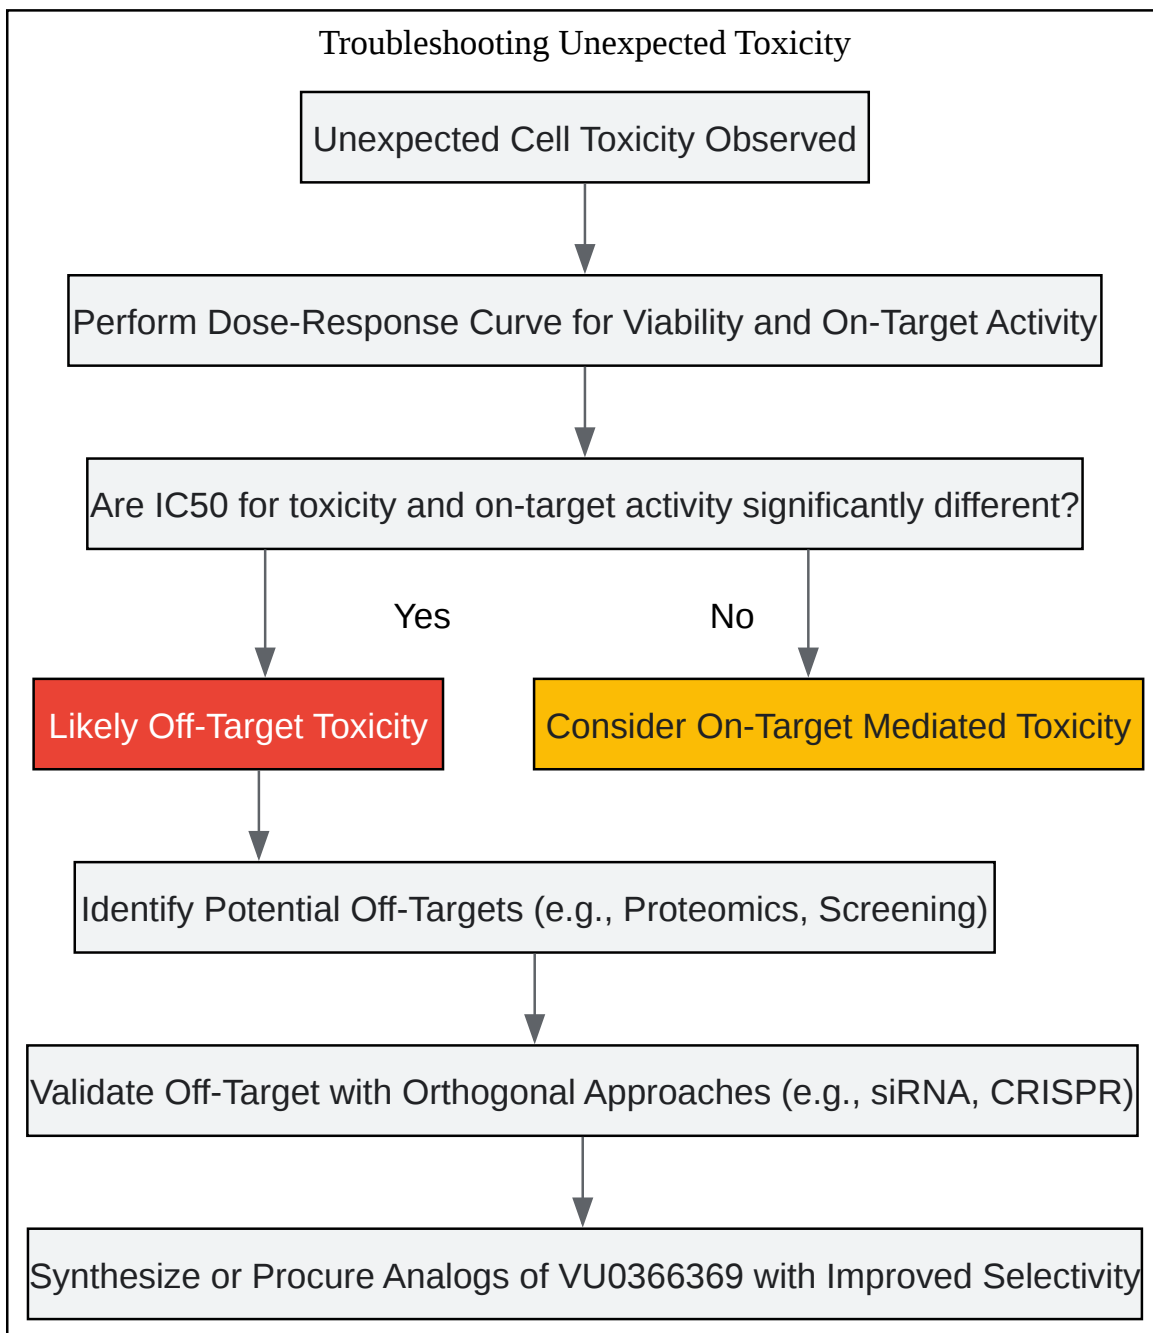 Troubleshooting Unexpected Toxicity
Unexpected Cell Toxicity Observed
Perform Dose-Response Curve for Viability and On-Target Activity
Are IC50 for toxicity and on-target activity significantly different?
Yes
No
Likely Off-Target Toxicity
Consider On-Target Mediated Toxicity
Identify Potential Off-Targets (e.g., Proteomics, Screening)
Validate Off-Target with Orthogonal Approaches (e.g., siRNA, CRISPR)
Synthesize or Procure Analogs of VU0366369 with Improved Selectivity